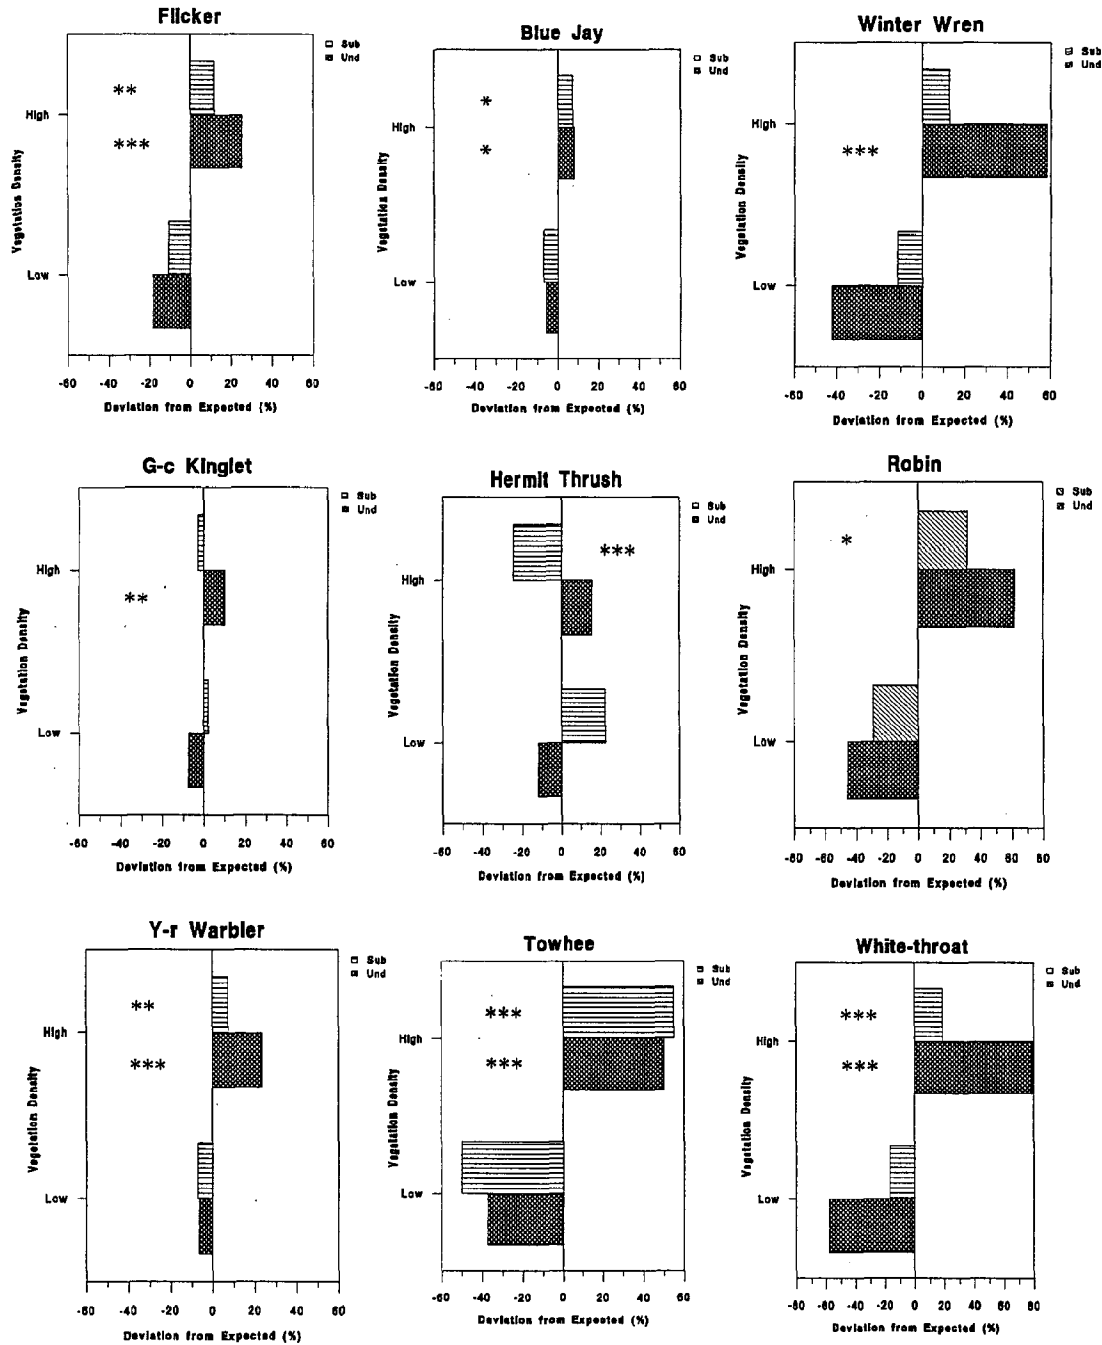 Flicker
Sub
Und
**
High
***
Vegetation Density
Low
-60 -40 -20 0 20 40 60
Deviation from Expected (%)
Blue Jay
Sub
Und
*
High
*
Vegetation Density
Low
-60 -40 -20 0 20 40 60
Deviation from Expected (%)
Winter Wren
Sub
Und
High
***
Vegetation Density
Low
-60 -40 -20 0 20 40 60
Deviation from Expected (%)
G-c Kinglet
Sub
Und
High
**
Vegetation Density
Low
-60 -40 -20 0 20 40 60
Deviation from Expected (%)
Hermit Thrush
Sub
Und
***
High
Vegetation Density
Low
-60 -40 -20 0 20 40 60
Deviation from Expected (%)
Robin
Sub
Und
*
High
Vegetation Density
Low
-80 -60 -40 -20 0 20 40 60 80
Deviation from Expected (%)
Y-r Warbler
Sub
Und
**
High
***
Vegetation Density
Low
-60 -40 -20 0 20 40 60
Deviation from Expected (%)
Towhee
Sub
Und
***
High
***
Vegetation Density
Low
-60 -40 -20 0 20 40 60
Deviation from Expected (%)
White-throat
Sub
Und
***
High
***
Vegetation Density
Low
-80 -60 -40 -20 0 20 40 60 80
Deviation from Expected (%)